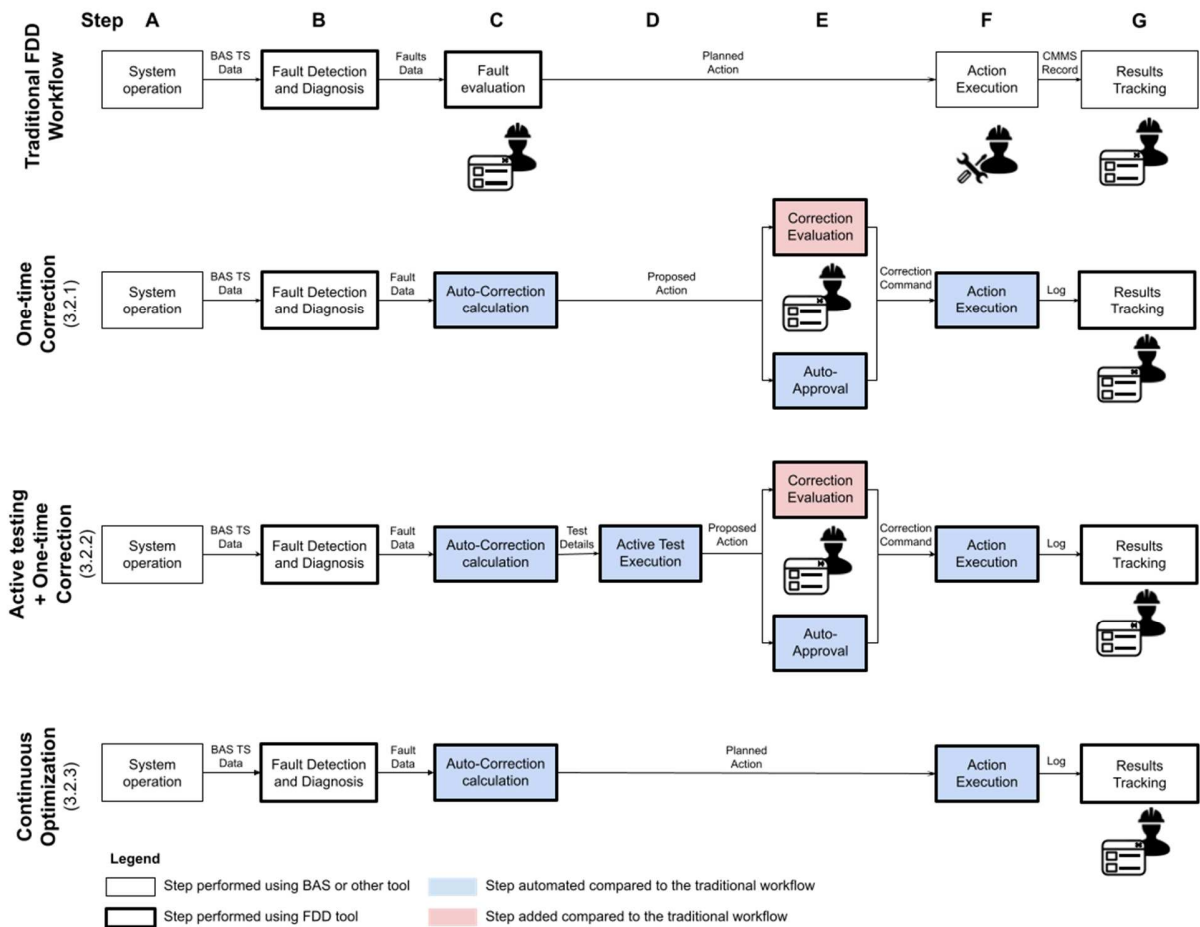 Step A B C D E F G
Traditional FDD
Workflow
System
operation
BAS TS
Data
Fault Detection
and Diagnosis
Faults
Data
Fault
evaluation
Planned
Action
Action
Execution
CMMS
Record
Results
Tracking
One-time
Correction
(3.2.1)
System
operation
BAS TS
Data
Fault Detection
and Diagnosis
Fault
Data
Auto-Correction
calculation
Proposed
Action
Correction
Evaluation
Auto-
Approval
Correction
Command
Action
Execution
Log
Results
Tracking
Active testing
+ One-time
Correction
(3.2.2)
System
operation
BAS TS
Data
Fault Detection
and Diagnosis
Fault
Data
Auto-Correction
calculation
Test
Details
Active Test
Execution
Proposed
Action
Correction
Evaluation
Auto-
Approval
Correction
Command
Action
Execution
Log
Results
Tracking
Continuous
Optimization
(3.2.3)
System
operation
BAS TS
Data
Fault Detection
and Diagnosis
Fault
Data
Auto-Correction
calculation
Planned
Action
Action
Execution
Log
Results
Tracking
Legend
Step performed using BAS or other tool
Step automated compared to the traditional workflow
Step performed using FDD tool
Step added compared to the traditional workflow